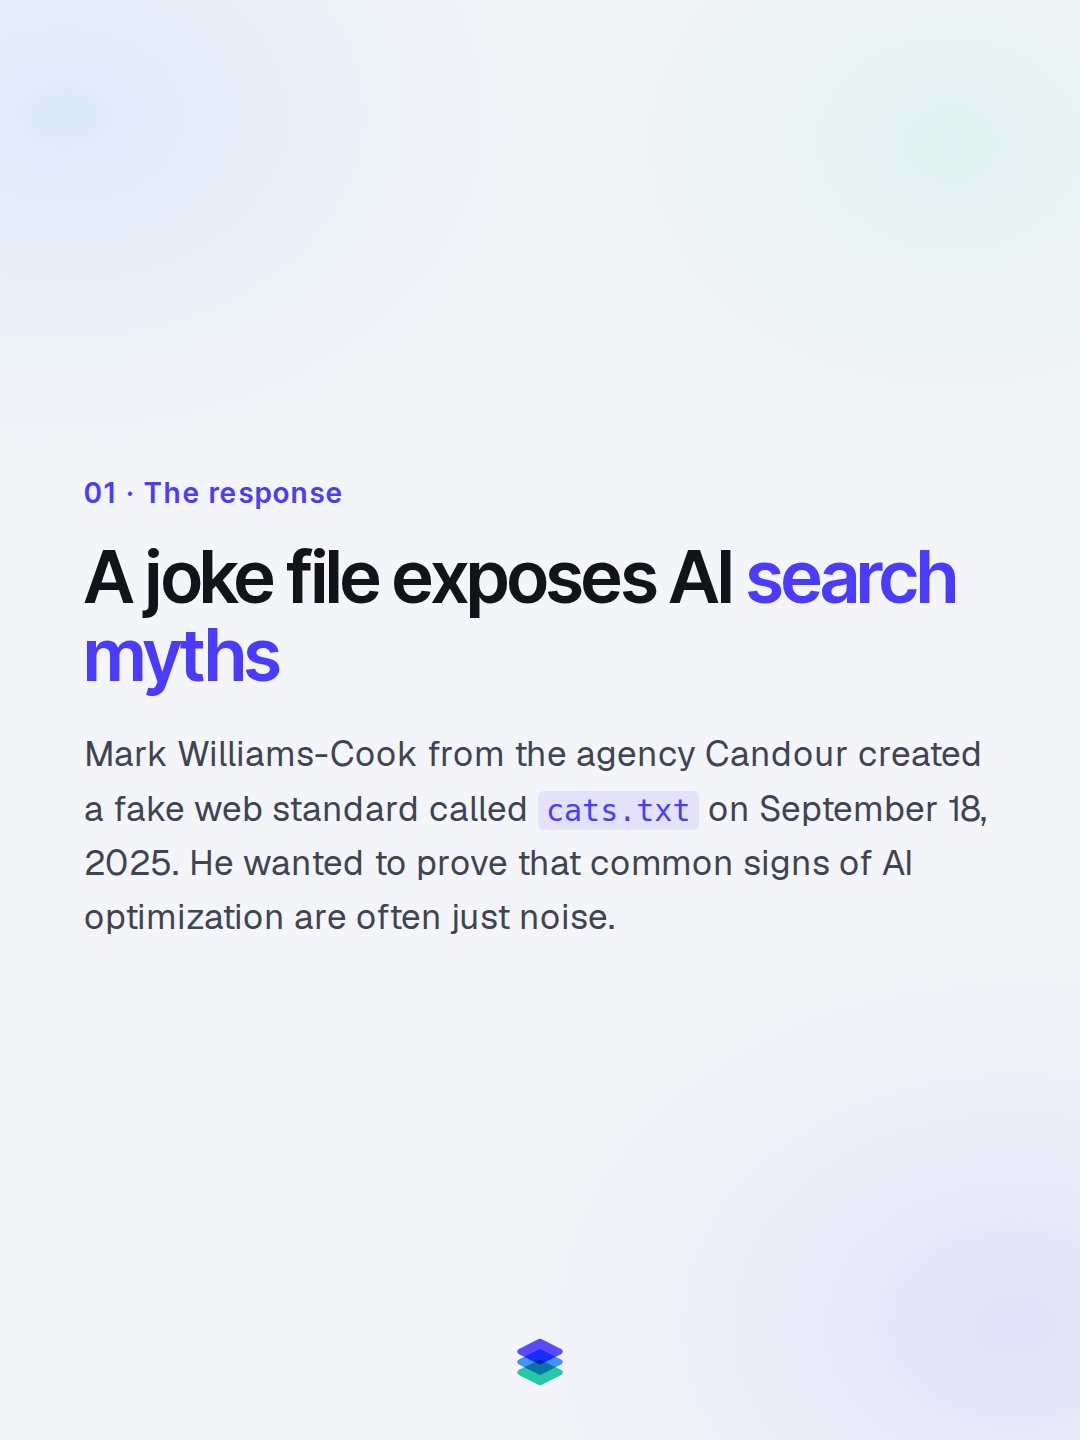 01 · The response
A joke file exposes AI search
myths
Mark Williams-Cook from the agency Candour created
a fake web standard called cats.txt on September 18,
2025. He wanted to prove that common signs of AI
optimization are often just noise.